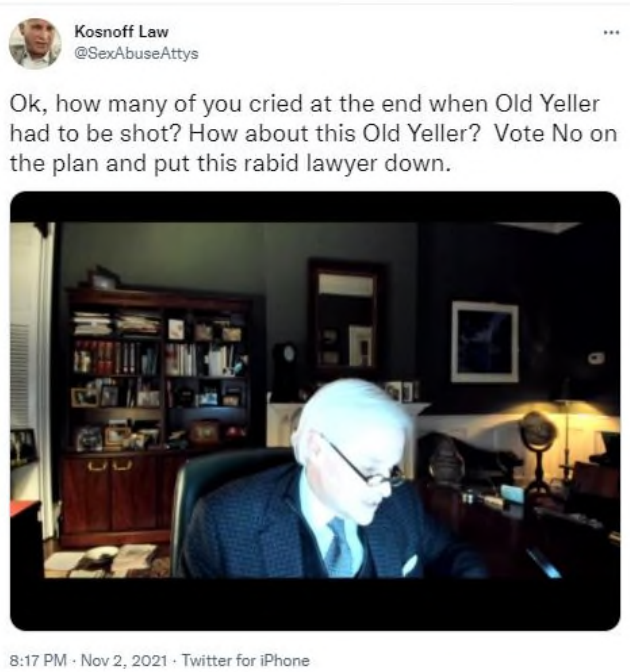 Kosnoff Law
@SexAbuseAttys
Ok, how many of you cried at the end when Old Yeller
had to be shot? How about this Old Yeller? Vote No on
the plan and put this rabid lawyer down.
8:17 PM · Nov 2, 2021 · Twitter for iPhone